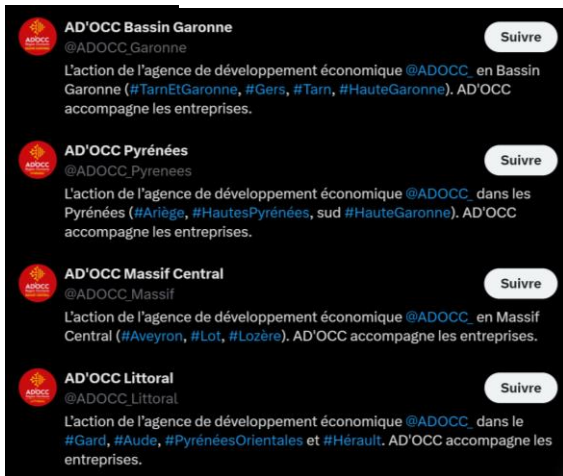 AD'OCC Bassin Garonne
@ADOCC_Garonne
Suivre
L'action de l'agence de développement économique @ADOCC_ en Bassin
Garonne (#TarnEtGaronne, #Gers, #Tarn, #HauteGaronne). AD'OCC
accompagne les entreprises.
AD'OCC Pyrénées
@ADOCC_Pyrenees
Suivre
L'action de l'agence de développement économique @ADOCC_ dans les
Pyrénées (#Ariège, #HautesPyrénées, sud #HauteGaronne). AD'OCC
accompagne les entreprises.
AD'OCC Massif Central
@ADOCC_Massif
Suivre
L'action de l'agence de développement économique @ADOCC_ en Massif
Central (#Aveyron, #Lot, #Lozère). AD'OCC accompagne les entreprises.
AD'OCC Littoral
@ADOCC_Littoral
Suivre
L'action de l'agence de développement économique @ADOCC_ dans le
#Gard, #Aude, #PyrénéesOrientales et #Hérault. AD'OCC accompagne les
entreprises.